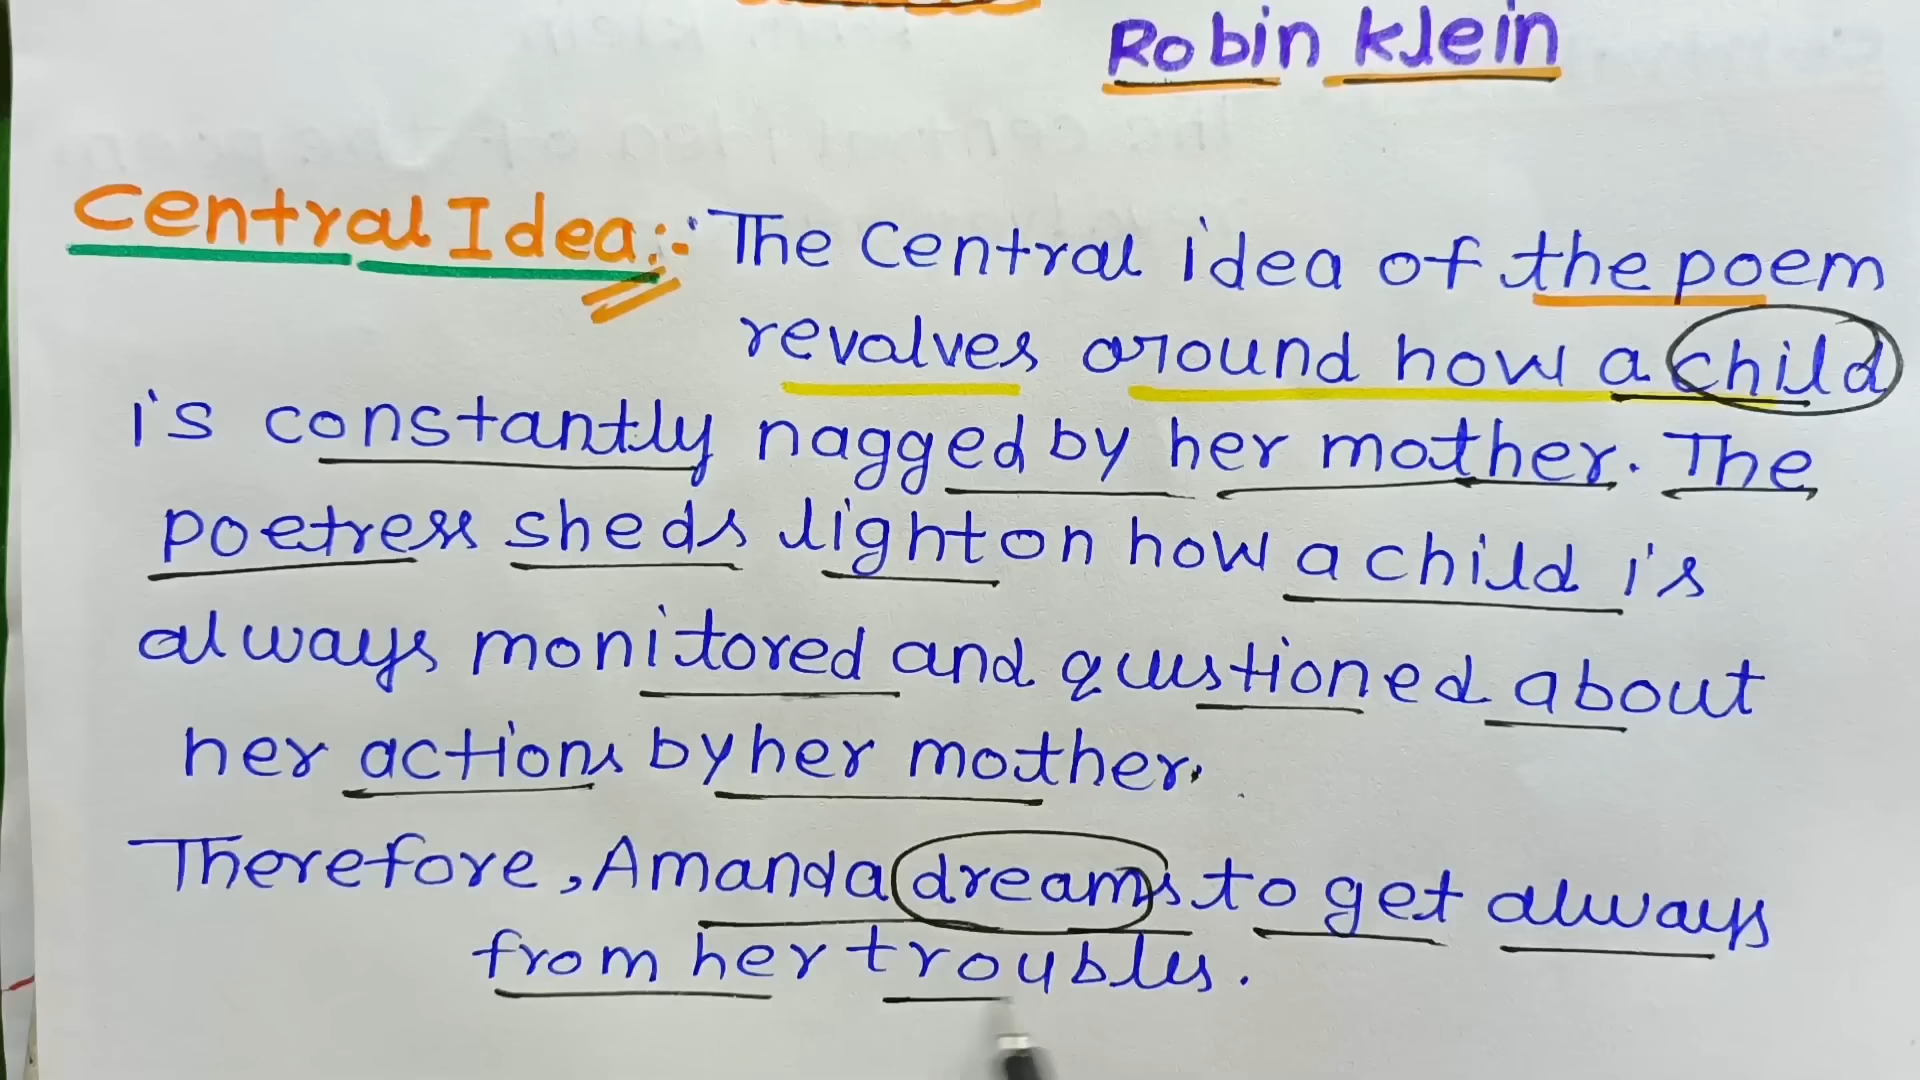 Robin Klein
Central Idea:- The Central idea of the poem
revalves around how a child
is constantly nagged by her mother. The
poetress sheds light on how a child is
always monitored and questioned about
her actions by her mother.
Therefore, Amanda dreams to get always
from her troubles.